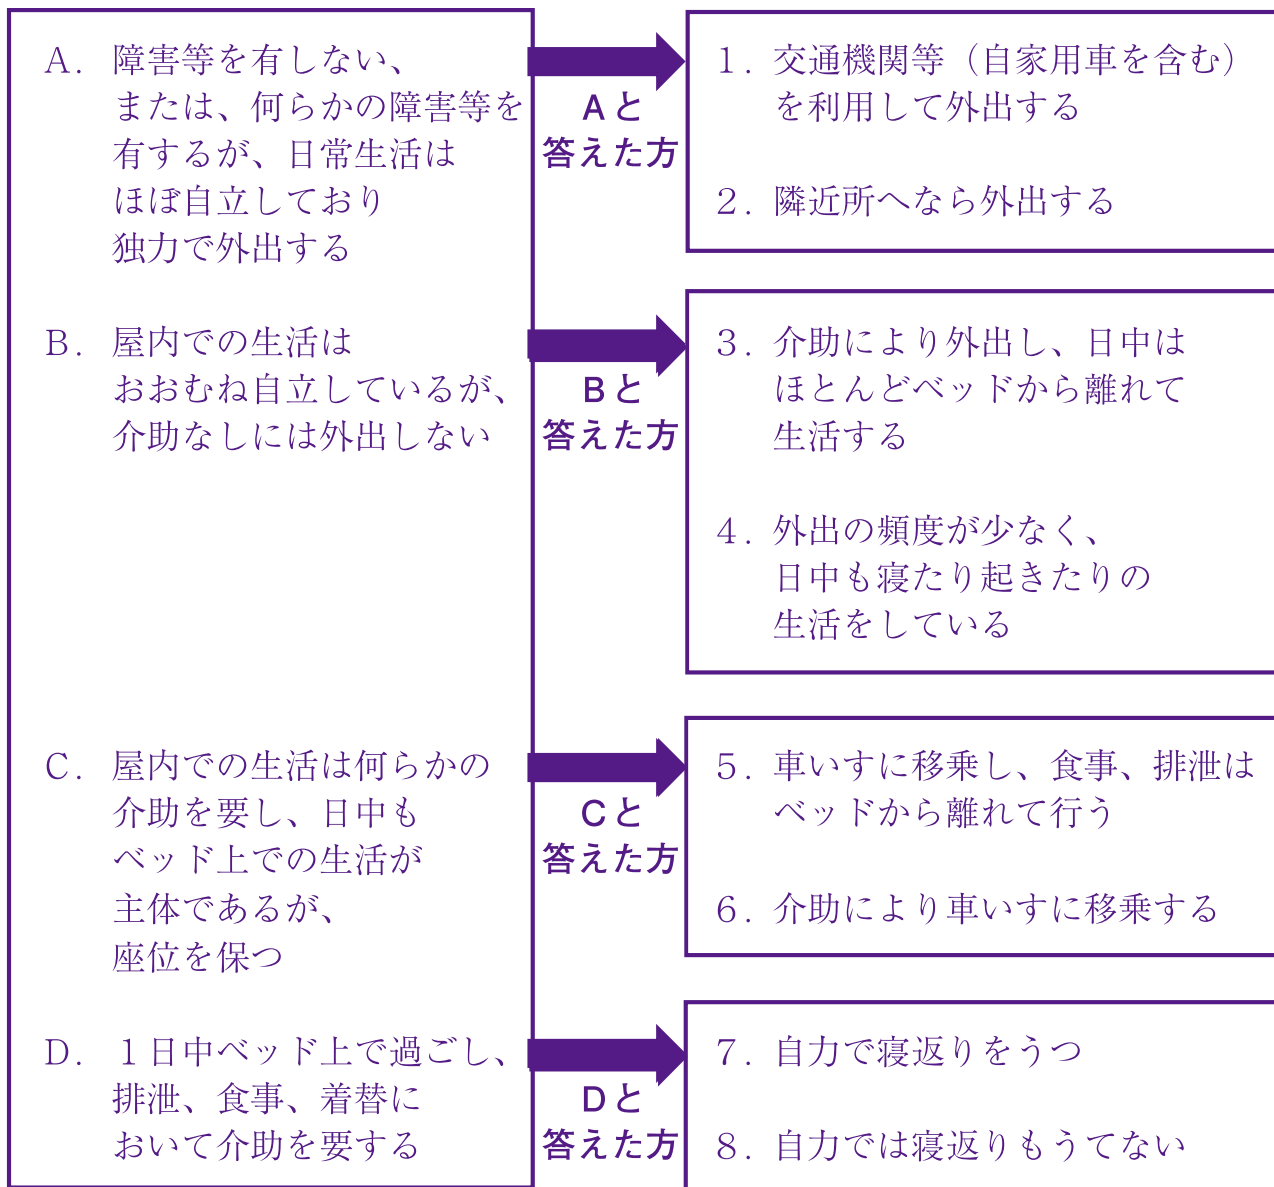 A. 障害等を有しない、
または、何らかの障害等を
有するが、日常生活は
ほぼ自立しており
独力で外出する
Aと
答えた方
1. 交通機関等（自家用車を含む）
を利用して外出する
2. 隣近所へなら外出する
B. 屋内での生活は
おおむね自立しているが、
介助なしには外出しない
Bと
答えた方
3. 介助により外出し、日中は
ほとんどベッドから離れて
生活する
4. 外出の頻度が少なく、
日中も寝たり起きたりの
生活をしている
C. 屋内での生活は何らかの
介助を要し、日中も
ベッド上での生活が
主体であるが、
座位を保つ
Cと
答えた方
5. 車いすに移乗し、食事、排泄は
ベッドから離れて行う
6. 介助により車いすに移乗する
D. １日中ベッド上で過ごし、
排泄、食事、着替に
おいて介助を要する
Dと
答えた方
7. 自力で寝返りをうつ
8. 自力では寝返りもうてない